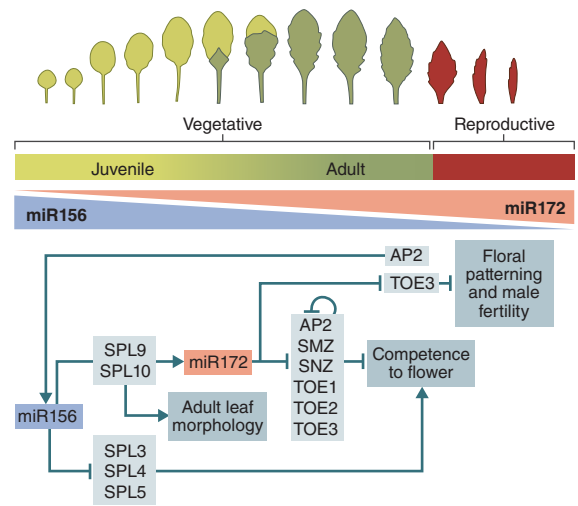 Vegetative
Reproductive
Juvenile
Adult
miR156
miR172
AP2
TOE3
Floral
patterning
and male
fertility
SPL9
SPL10
miR172
AP2
SMZ
SNZ
TOE1
TOE2
TOE3
Competence
to flower
miR156
Adult leaf
morphology
SPL3
SPL4
SPL5